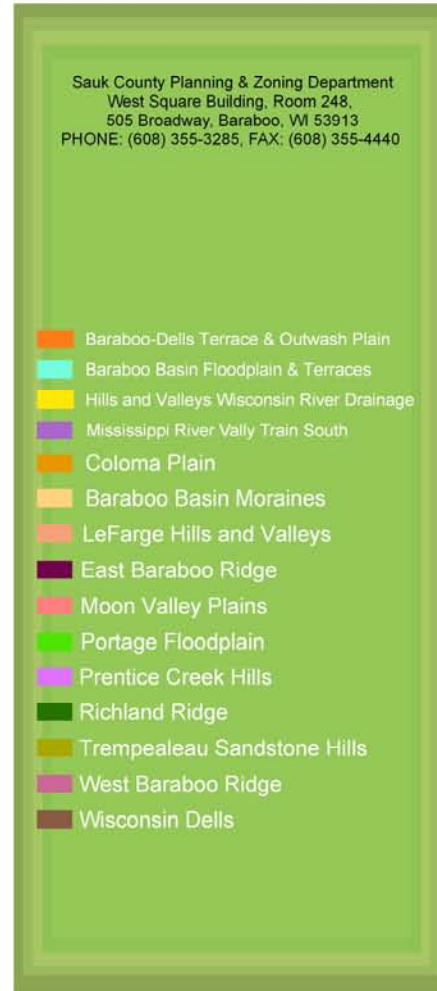 Sauk County Planning & Zoning Department
West Square Building, Room 248,
505 Broadway, Baraboo, WI 53913
PHONE: (608) 355-3285, FAX: (608) 355-4440
Baraboo-Dells Terrace & Outwash Plain
Baraboo Basin Floodplain & Terraces
Hills and Valleys Wisconsin River Drainage
Mississippi River Vally Train South
Coloma Plain
Baraboo Basin Moraines
LeFarge Hills and Valleys
East Baraboo Ridge
Moon Valley Plains
Portage Floodplain
Prentice Creek Hills
Richland Ridge
Trempealeau Sandstone Hills
West Baraboo Ridge
Wisconsin Dells